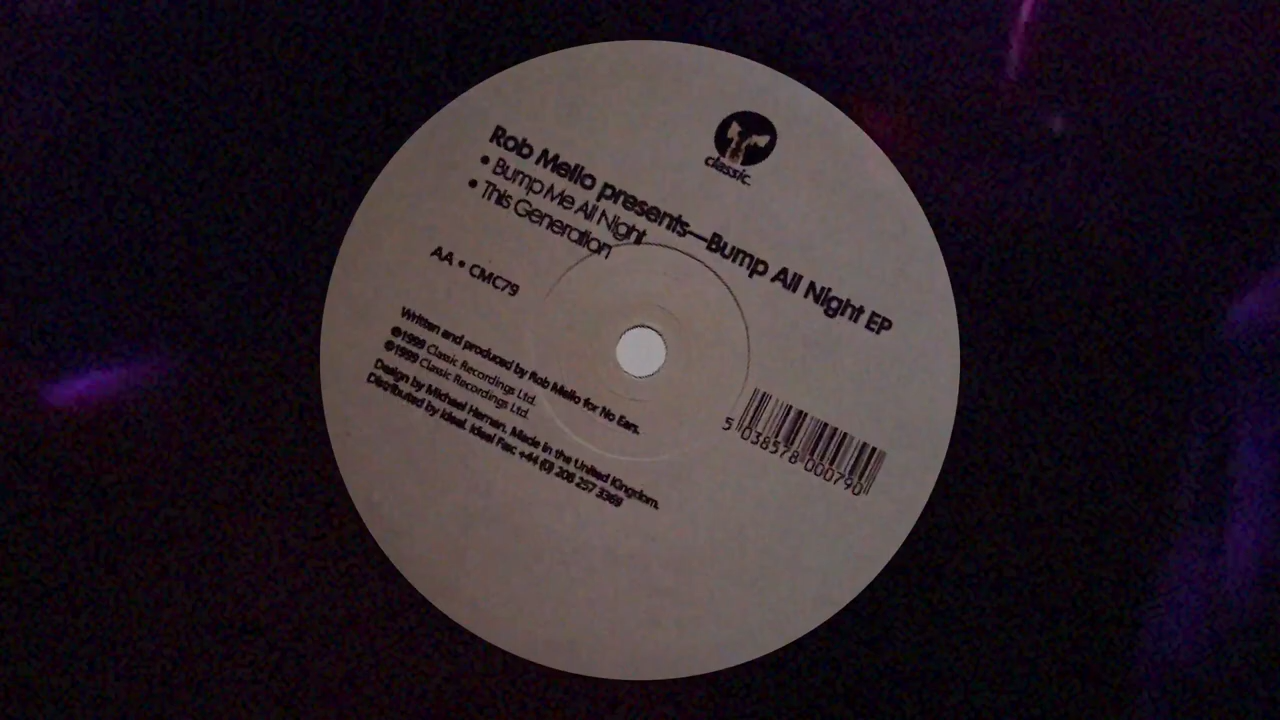 classic.
Rob Mello presents—Bump All Night EP
• Bump Me All Night
• This Generation
AA • CMC79
Written and produced by Rob Mello for No Ears.
℗1999 Classic Recordings Ltd.
©1999 Classic Recordings Ltd.
Design by Michael Hernan. Made in the United Kingdom.
Distributed by Ideal. Ideal Fax: +44 (0) 208 257 3369
5 038578 000790